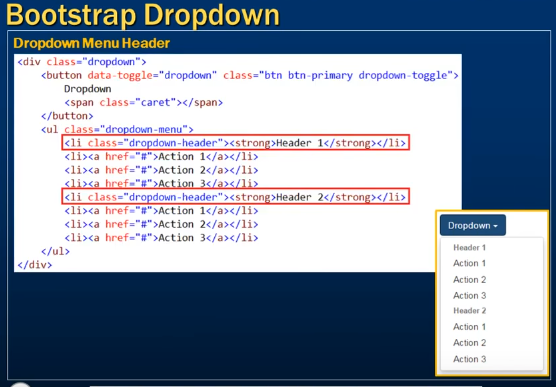 Bootstrap Dropdown
Dropdown Menu Header
<div class="dropdown">
<button data-toggle="dropdown" class="btn btn-primary dropdown-toggle">
Dropdown
<span class="caret"></span>
</button>
<ul class="dropdown-menu">
<li class="dropdown-header"><strong>Header 1</strong></li>
<li><a href="#">Action 1</a></li>
<li><a href="#">Action 2</a></li>
<li><a href="#">Action 3</a></li>
<li class="dropdown-header"><strong>Header 2</strong></li>
<li><a href="#">Action 1</a></li>
<li><a href="#">Action 2</a></li>
<li><a href="#">Action 3</a></li>
</ul>
</div>
Dropdown
Header 1
Action 1
Action 2
Action 3
Header 2
Action 1
Action 2
Action 3